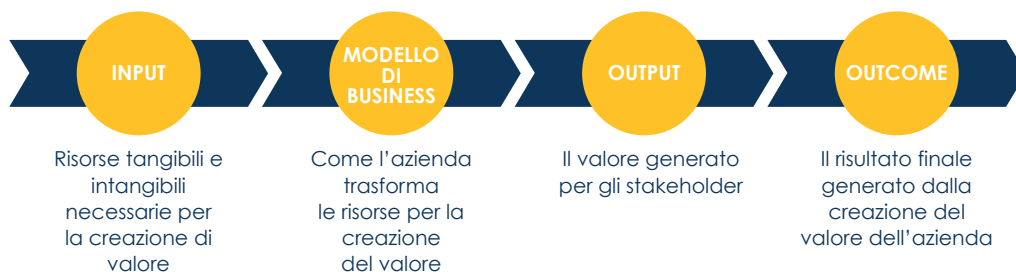 INPUT
Risorse tangibili e
intangibili
necessarie per
la creazione di
valore
MODELLO
DI
BUSINESS
Come l'azienda
trasforma
le risorse per la
creazione
del valore
OUTPUT
Il valore generato
per gli stakeholder
OUTCOME
Il risultato finale
generato dalla
creazione del
valore dell'azienda